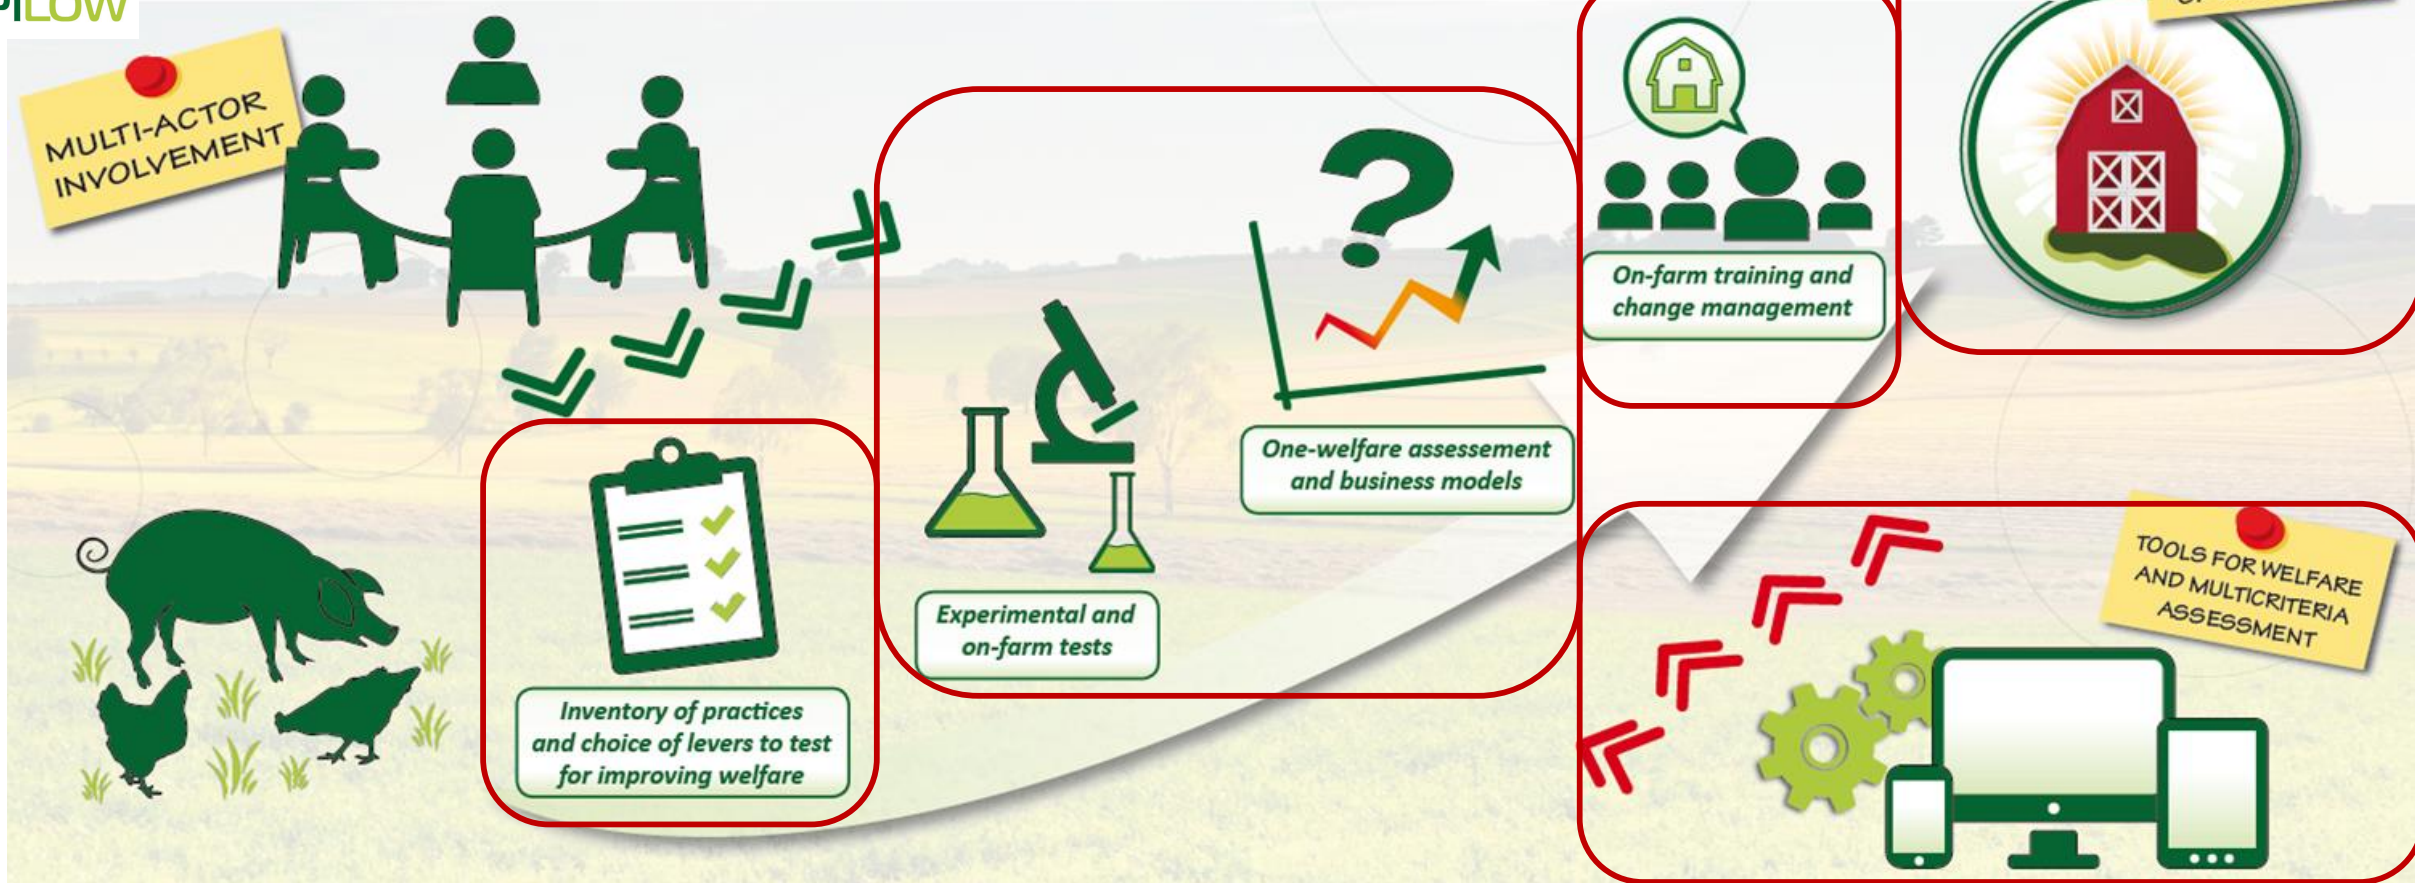 PILOW
MULTI-ACTOR
INVOLVEMENT
On-farm training and
change management
One-welfare assessement
and business models
Experimental and
on-farm tests
Inventory of practices
and choice of levers to test
for improving welfare
TOOLS FOR WELFARE
AND MULTICRITERIA
ASSESSMENT